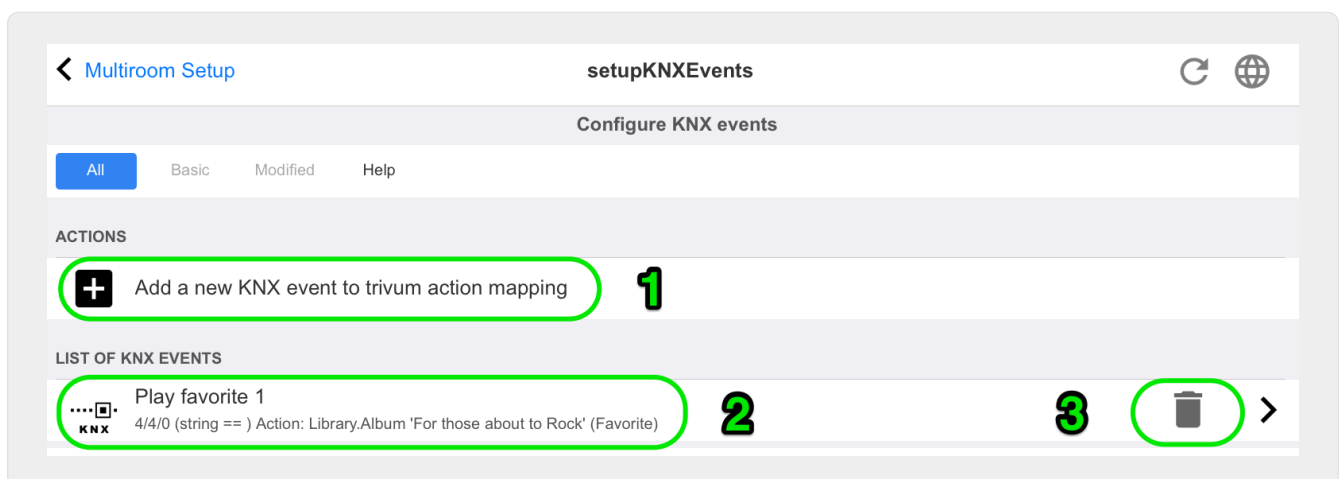 Multiroom Setup
setupKNXEvents
Configure KNX events
All
Basic
Modified
Help
ACTIONS
Add a new KNX event to trivum action mapping
1
LIST OF KNX EVENTS
Play favorite 1
KNX
4/4/0 (string == ) Action: Library.Album 'For those about to Rock' (Favorite)
2
3